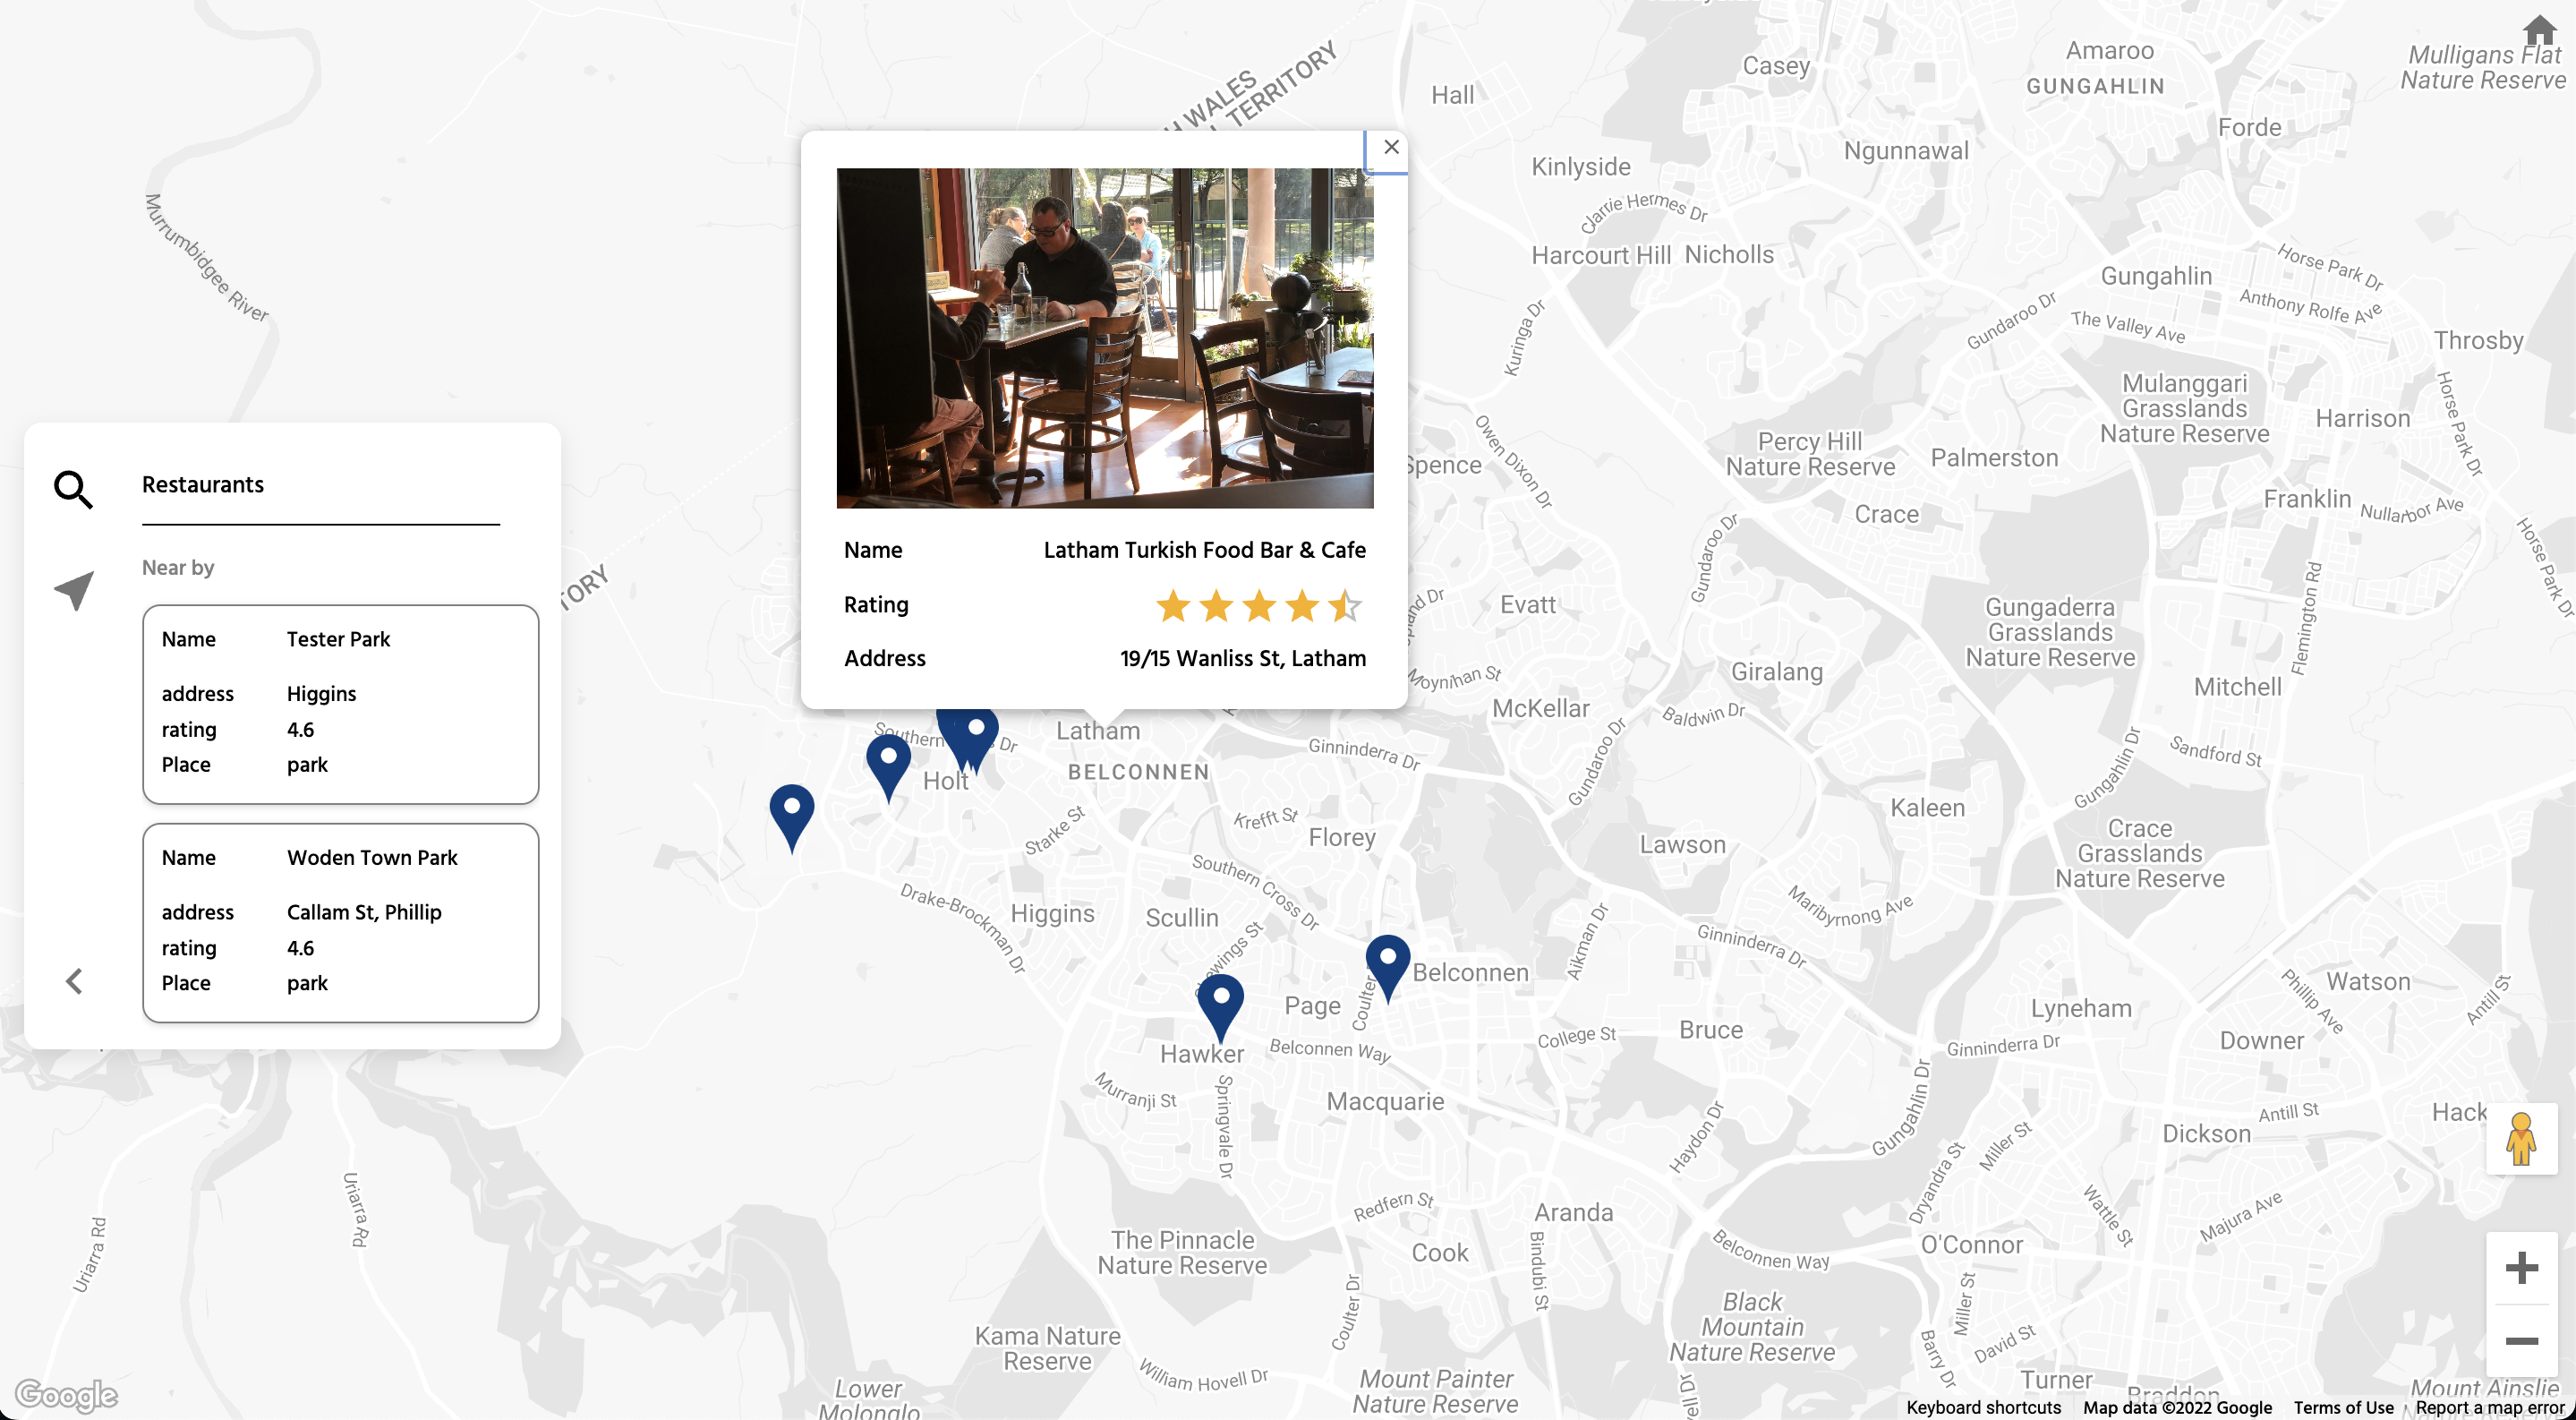 Restaurants
Near by
Name Tester Park
address Higgins
rating 4.6
Place park
Name Woden Town Park
address Callam St, Phillip
rating 4.6
Place park
Name Latham Turkish Food Bar & Cafe
Rating
Address 19/15 Wanliss St, Latham
Murrumbidgee River
WALES
TERRITORY
TORY
Hall
Casey
Amaroo
GUNGAHLIN
Mulligans Flat
Nature Reserve
Forde
Ngunnawal
Kinlyside
Clarrie Hermes Dr
Harcourt Hill
Nicholls
Gungahlin
Horse Park Dr
Anthony Rolfe Ave
The Valley Ave
Gundaroo Dr
Kuringa Dr
Throsby
Mulanggari
Grasslands
Nature Reserve
Harrison
Horse Park Dr
Percy Hill
Nature Reserve
Palmerston
Spence
Owen Dixon Dr
Franklin
Nullarbor Ave
Crace
Gundaroo Dr
Horse Park Dr
Evatt
Gungaderra
Grasslands
Nature Reserve
Flemington Rd
Moynihan St
Giralang
Mitchell
McKellar
Baldwin Dr
Latham
Southern
Dr
Holt
BELCONNEN
Ginninderra Dr
Gundaroo Dr
Gungahlin Dr
Sandford St
Starke St
Krefft St
Florey
Kaleen
Lawson
Crace
Grasslands
Nature Reserve
Southern Cross Dr
Drake-Brockman Dr
Higgins
Scullin
Maribyrnong Ave
Aikman Dr
Ginninderra Dr
Belconnen
Page
Coulter
Watson
Phillip Ave
Antill St
Lyneham
Hawker
Belconnen Way
College St
Bruce
Ginninderra Dr
Downer
Murranji St
Springvale Dr
Macquarie
Haydon Dr
Gungahlin Dr
Antill St
Hack
Dickson
Miller St
Dryandra St
Redfern St
Aranda
Wattle St
Majura Ave
Uriarra Rd
Uriarra Rd
The Pinnacle
Nature Reserve
Cook
Bindubi St
Belconnen Way
O'Connor
Miller St
Coulter Dr
Black
Mountain
Nature Reserve
Kama Nature
Reserve
Barry Dr
David St
William Hovell Dr
Mount Painter
Nature Reserve
Turner
Braddon
Mount Ainslie
Lower
Molonglo
Google
Keyboard shortcuts Map data ©2022 Google Terms of Use Report a map error